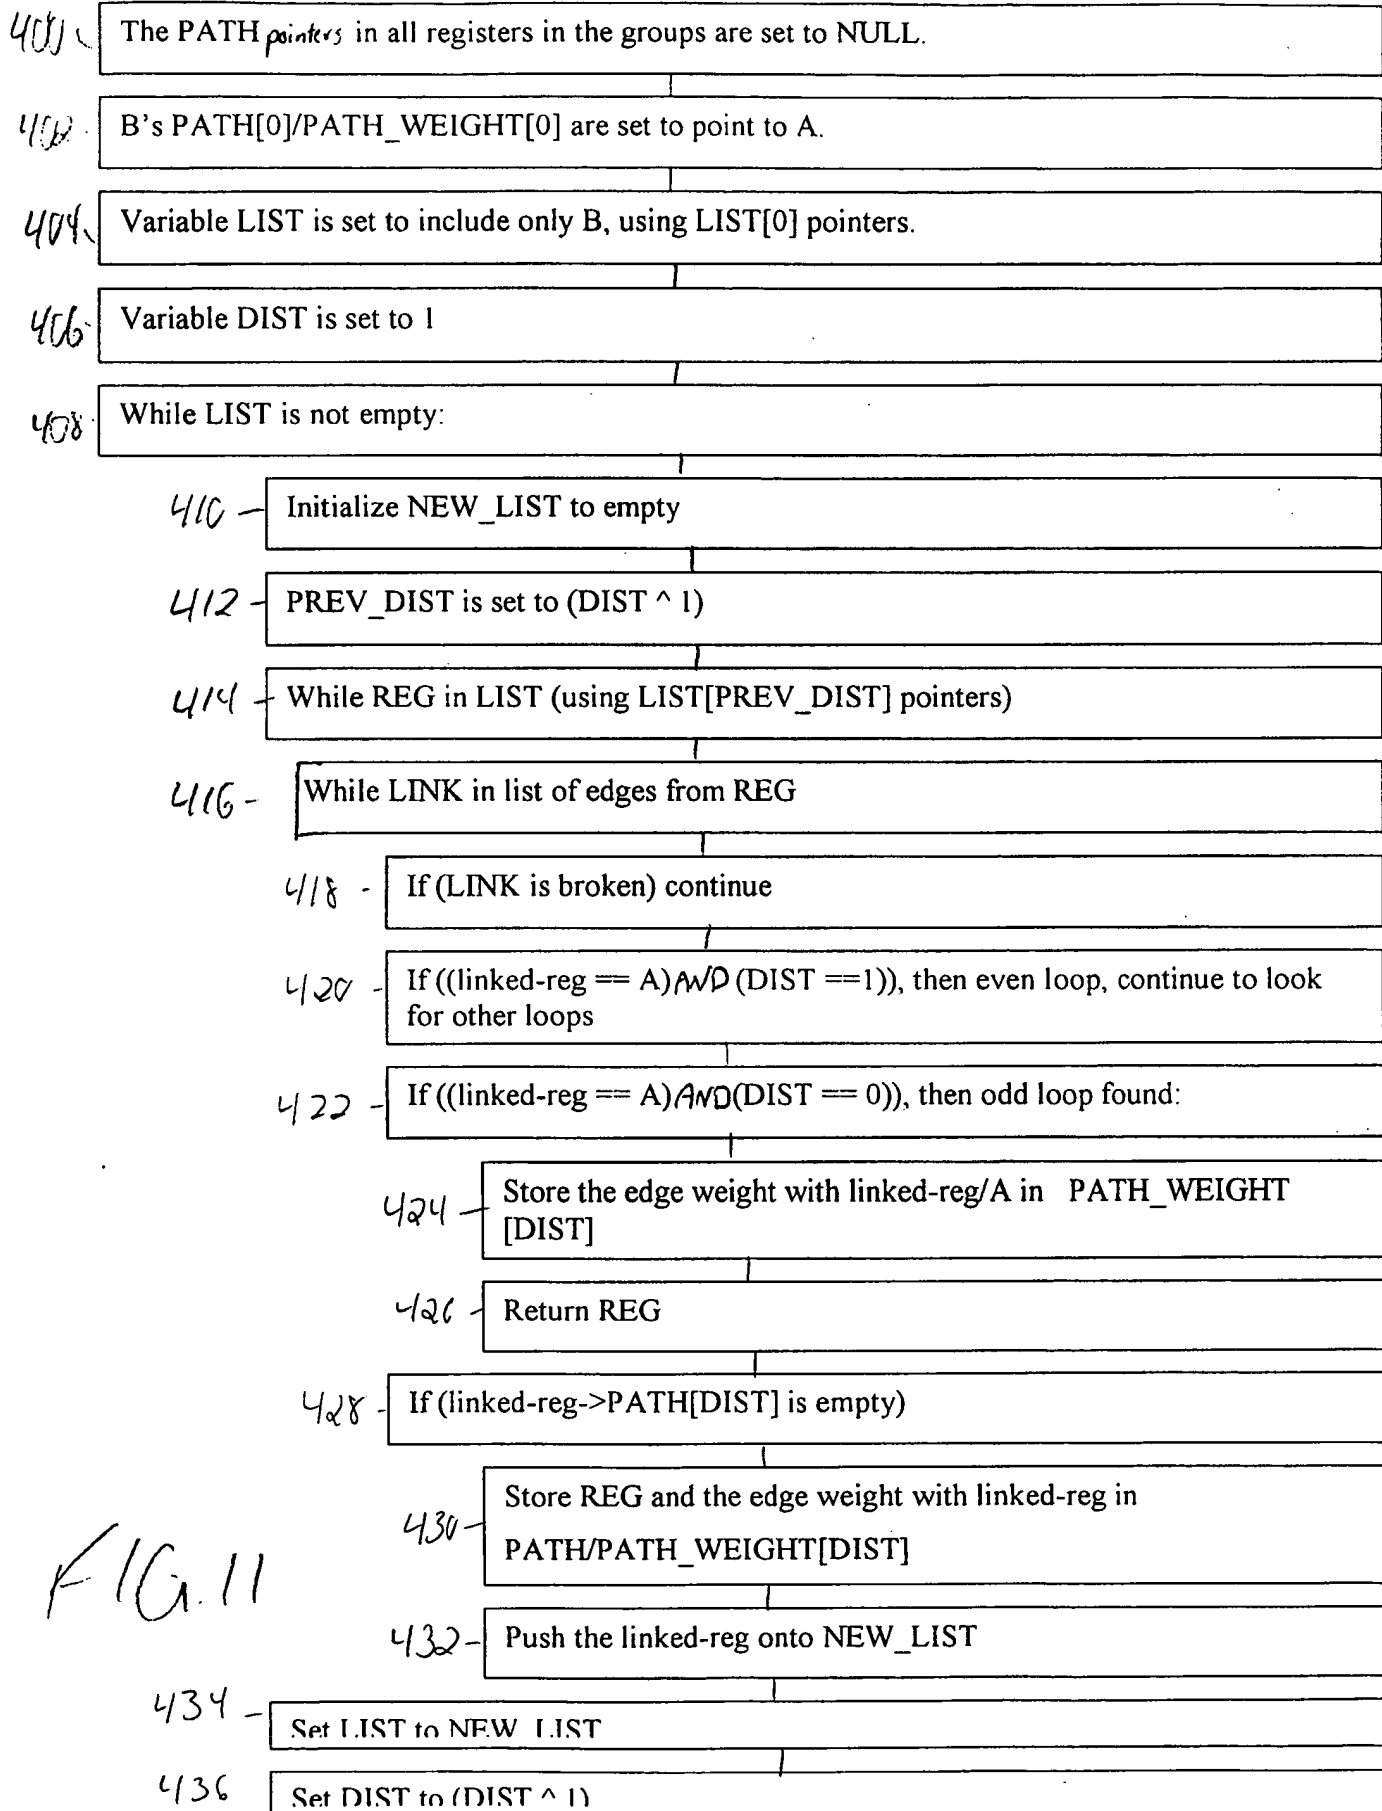 400
The PATH pointers in all registers in the groups are set to NULL.
402
B's PATH[0]/PATH_WEIGHT[0] are set to point to A.
404
Variable LIST is set to include only B, using LIST[0] pointers.
406
Variable DIST is set to 1
408
While LIST is not empty:
410
Initialize NEW_LIST to empty
412
PREV_DIST is set to (DIST ^ 1)
414
While REG in LIST (using LIST[PREV_DIST] pointers)
416
While LINK in list of edges from REG
418
If (LINK is broken) continue
420
If ((linked-reg == A) AND (DIST ==1)), then even loop, continue to look
for other loops
422
If ((linked-reg == A) AND (DIST == 0)), then odd loop found:
424
Store the edge weight with linked-reg/A in PATH_WEIGHT
[DIST]
426
Return REG
428
If (linked-reg->PATH[DIST] is empty)
430
Store REG and the edge weight with linked-reg in
PATH/PATH_WEIGHT[DIST]
432
Push the linked-reg onto NEW_LIST
434
Set LIST to NEW_LIST
436
Set DIST to (DIST ^ 1)
FIG. 11